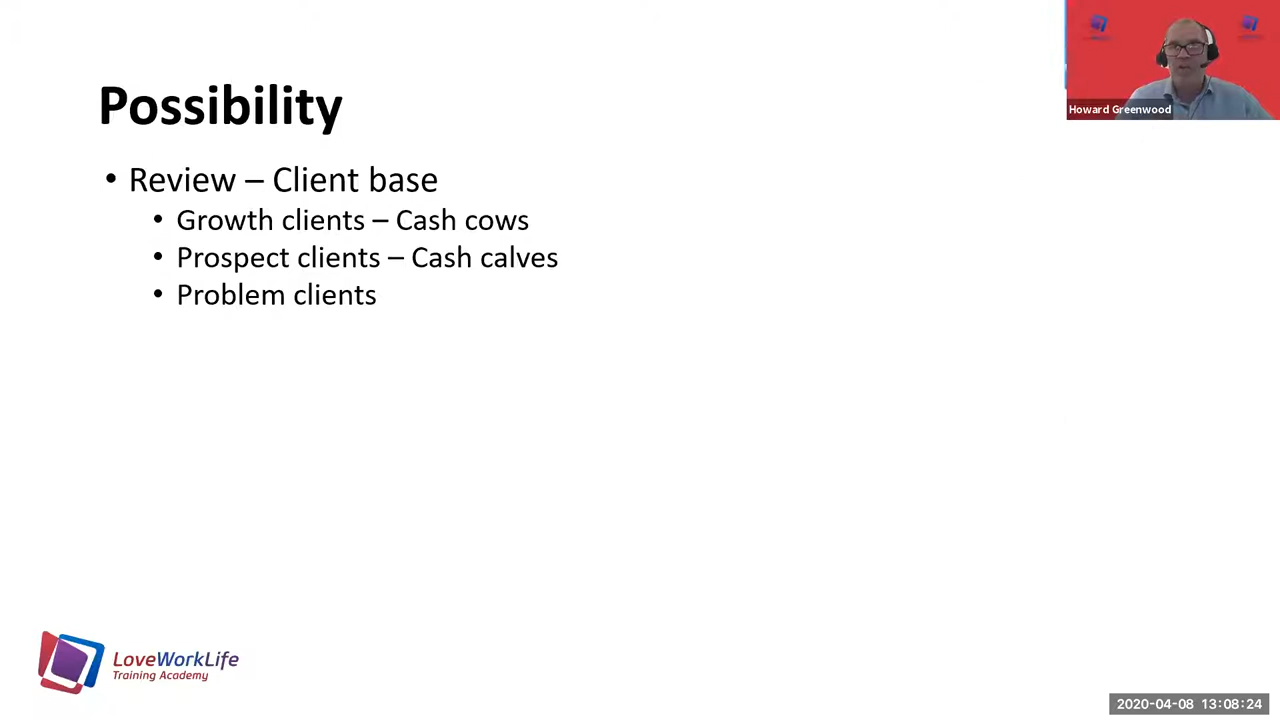 Possibility
• Review – Client base
• Growth clients – Cash cows
• Prospect clients – Cash calves
• Problem clients
Howard Greenwood
LoveWorkLife
Training Academy
2020-04-08 13:08:24